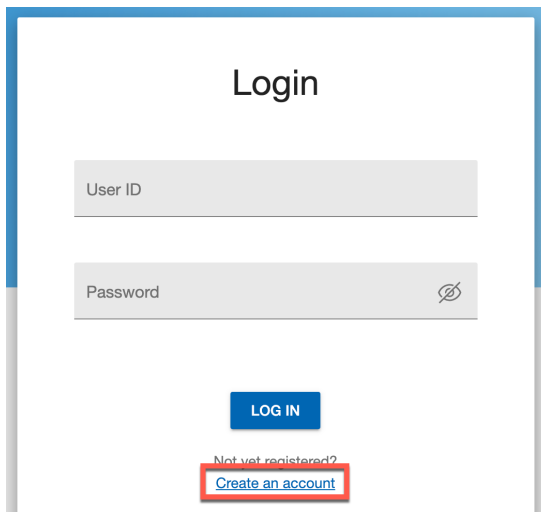 Login
User ID
Password
LOG IN
Not yet registered?
Create an account